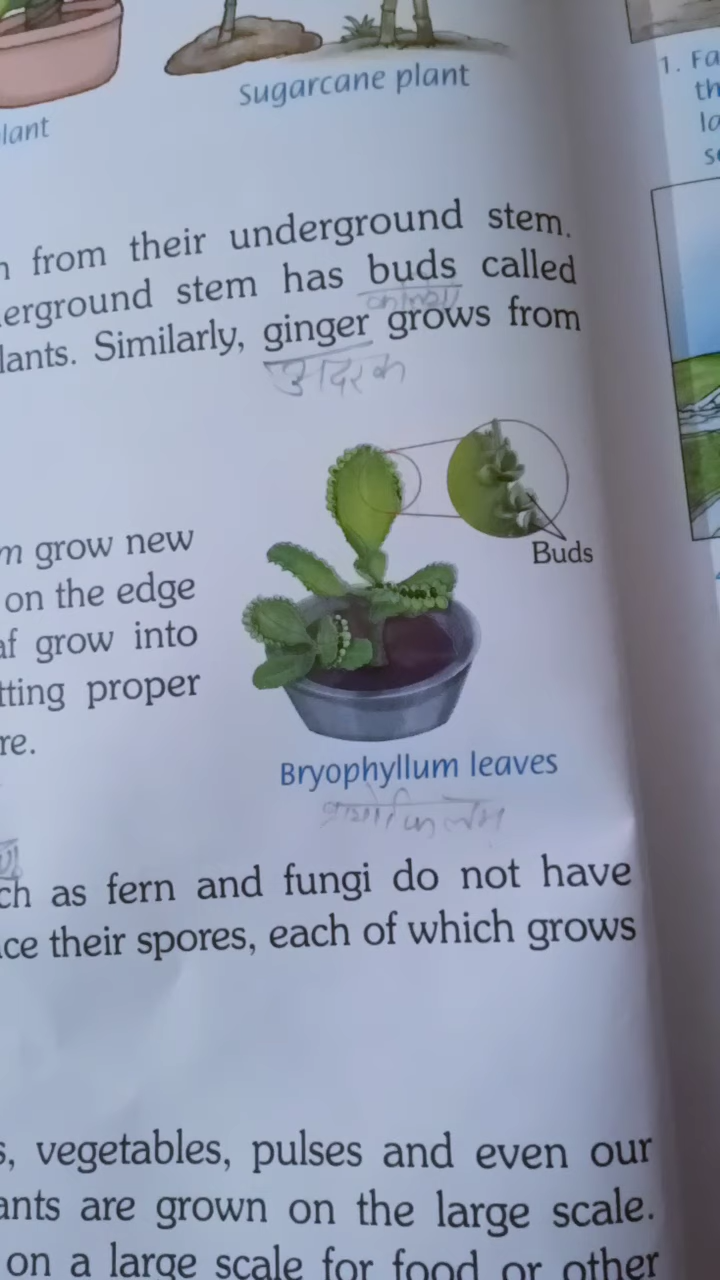 Sugarcane plant
lant
1. Fa
th
lo
s
from their underground stem.
erground stem has buds called
lants. Similarly, ginger grows from
अदरक
m grow new
on the edge
af grow into
tting proper
re.
Buds
Bryophyllum leaves
ch as fern and fungi do not have
ce their spores, each of which grows
s, vegetables, pulses and even our
ants are grown on the large scale.
on a large scale for food or other